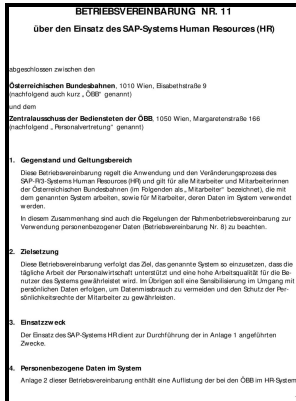 BETRIEBSVEREINBARUNG NR. 11
über den Einsatz des SAP-Systems Human Resources (HR)
abgeschlossen zwischen den
Österreichischen Bundesbahnen, 1010 Wien, Elisabethstraße 9
(nachfolgend auch kurz „ÖBB" genannt)
und dem
Zentralausschuss der Bediensteten der ÖBB, 1050 Wien, Margaretenstraße 166
(nachfolgend „Personalvertretung" genannt)
1. Gegenstand und Geltungsbereich
Diese Betriebsvereinbarung regelt die Anwendung und den Veränderungsprozess des
SAP-R/3-Systems Human Resources (HR) und gilt für alle Mitarbeiter und Mitarbeiterinnen
der Österreichischen Bundesbahnen (im Folgenden als „Mitarbeiter" bezeichnet), die mit
dem genannten System arbeiten, sowie für Mitarbeiter, deren Daten im System verwendet
werden.
In diesem Zusammenhang sind auch die Regelungen der Rahmenbetriebsvereinbarung zur
Verwendung personenbezogener Daten (Betriebsvereinbarung Nr. 8) zu beachten.
2. Zielsetzung
Diese Betriebsvereinbarung verfolgt das Ziel, das genannte System so einzusetzen, dass die
tägliche Arbeit der Personalwirtschaft unterstützt und eine hohe Arbeitsqualität für die Be-
nutzer des Systems gewährleistet wird. Im Übrigen soll eine Sensibilisierung im Umgang mit
persönlichen Daten erfolgen, um Datenmissbrauch zu vermeiden und den Schutz der Per-
sönlichkeitsrechte der Mitarbeiter zu gewährleisten.
3. Einsatzzweck
Der Einsatz des SAP-Systems HR dient zur Durchführung der in Anlage 1 angeführten
Zwecke.
4. Personenbezogene Daten im System
Anlage 2 dieser Betriebsvereinbarung enthält eine Auflistung der bei den ÖBB im HR-System